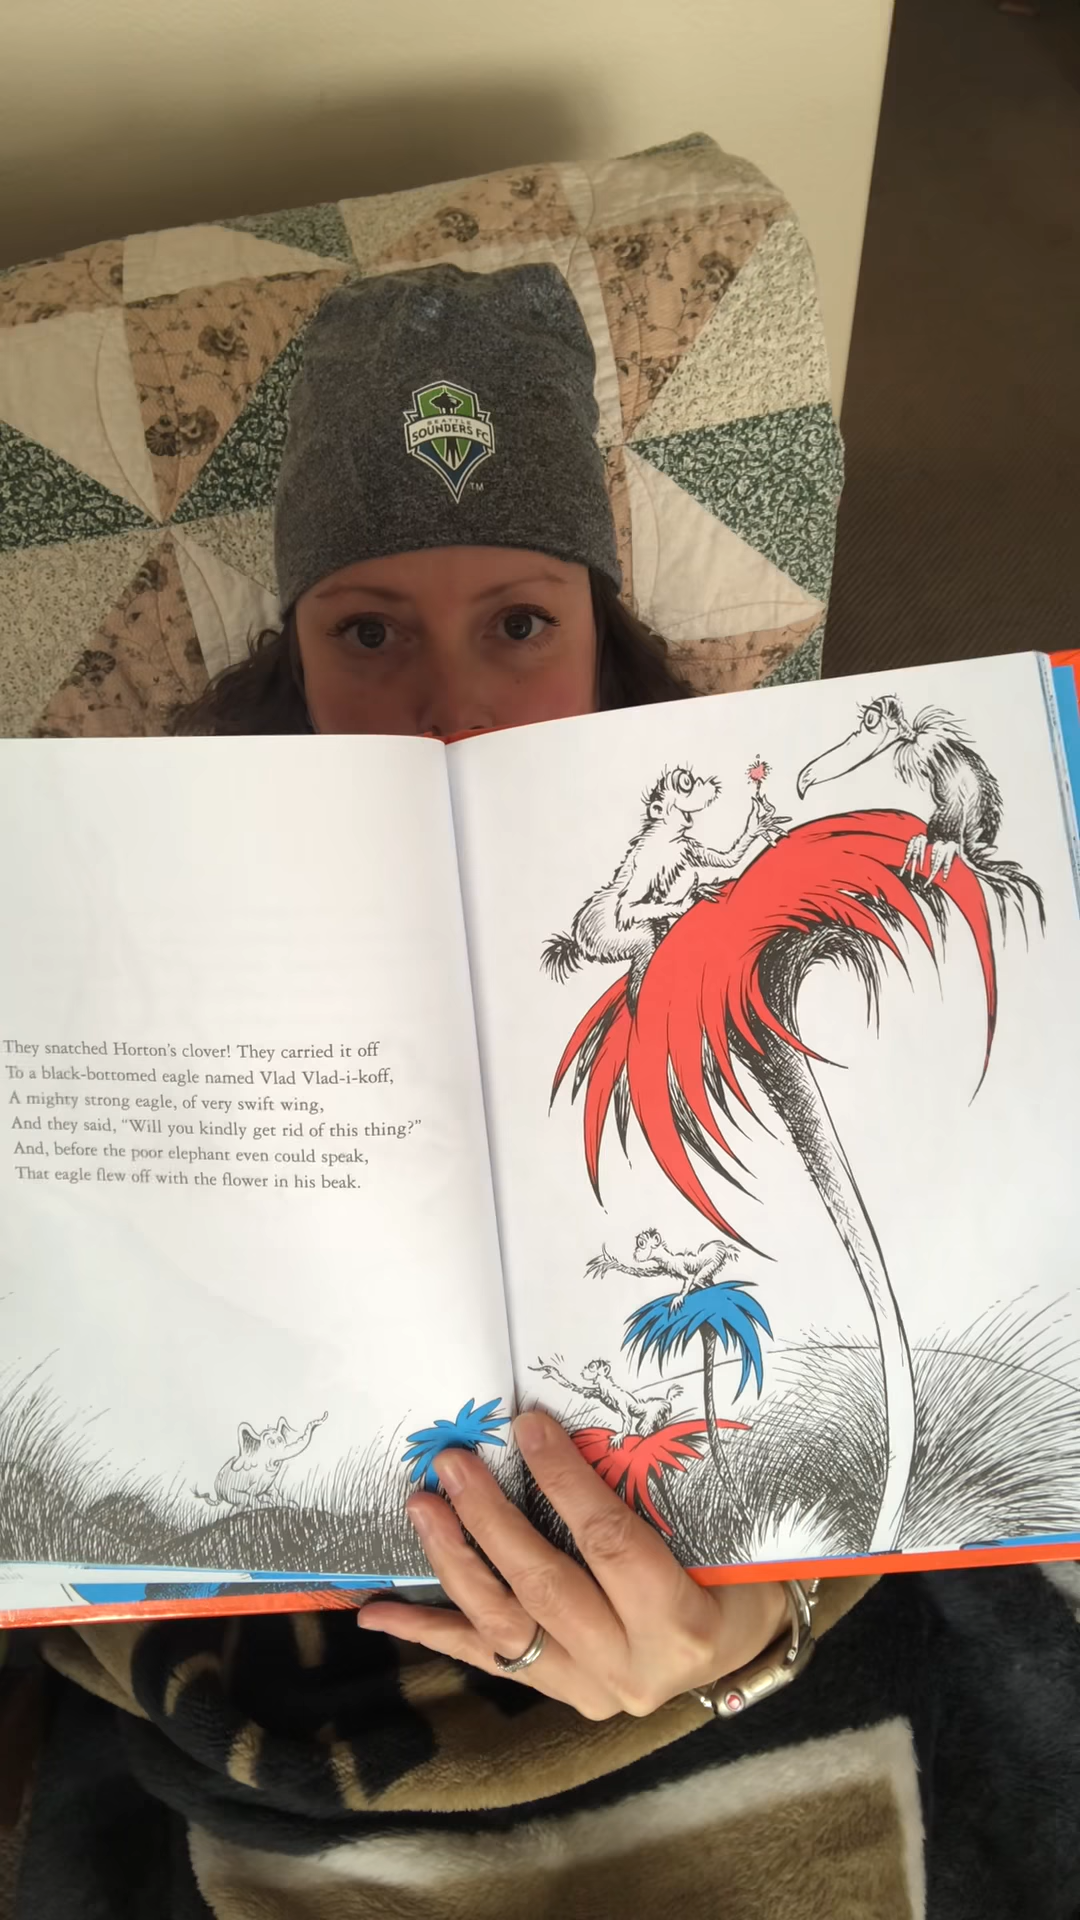 SEATTLE
SOUNDERS FC
TM
They snatched Horton's clover! They carried it off
To a black-bottomed eagle named Vlad Vlad-i-koff,
A mighty strong eagle, of very swift wing,
And they said, “Will you kindly get rid of this thing?”
And, before the poor elephant even could speak,
That eagle flew off with the flower in his beak.